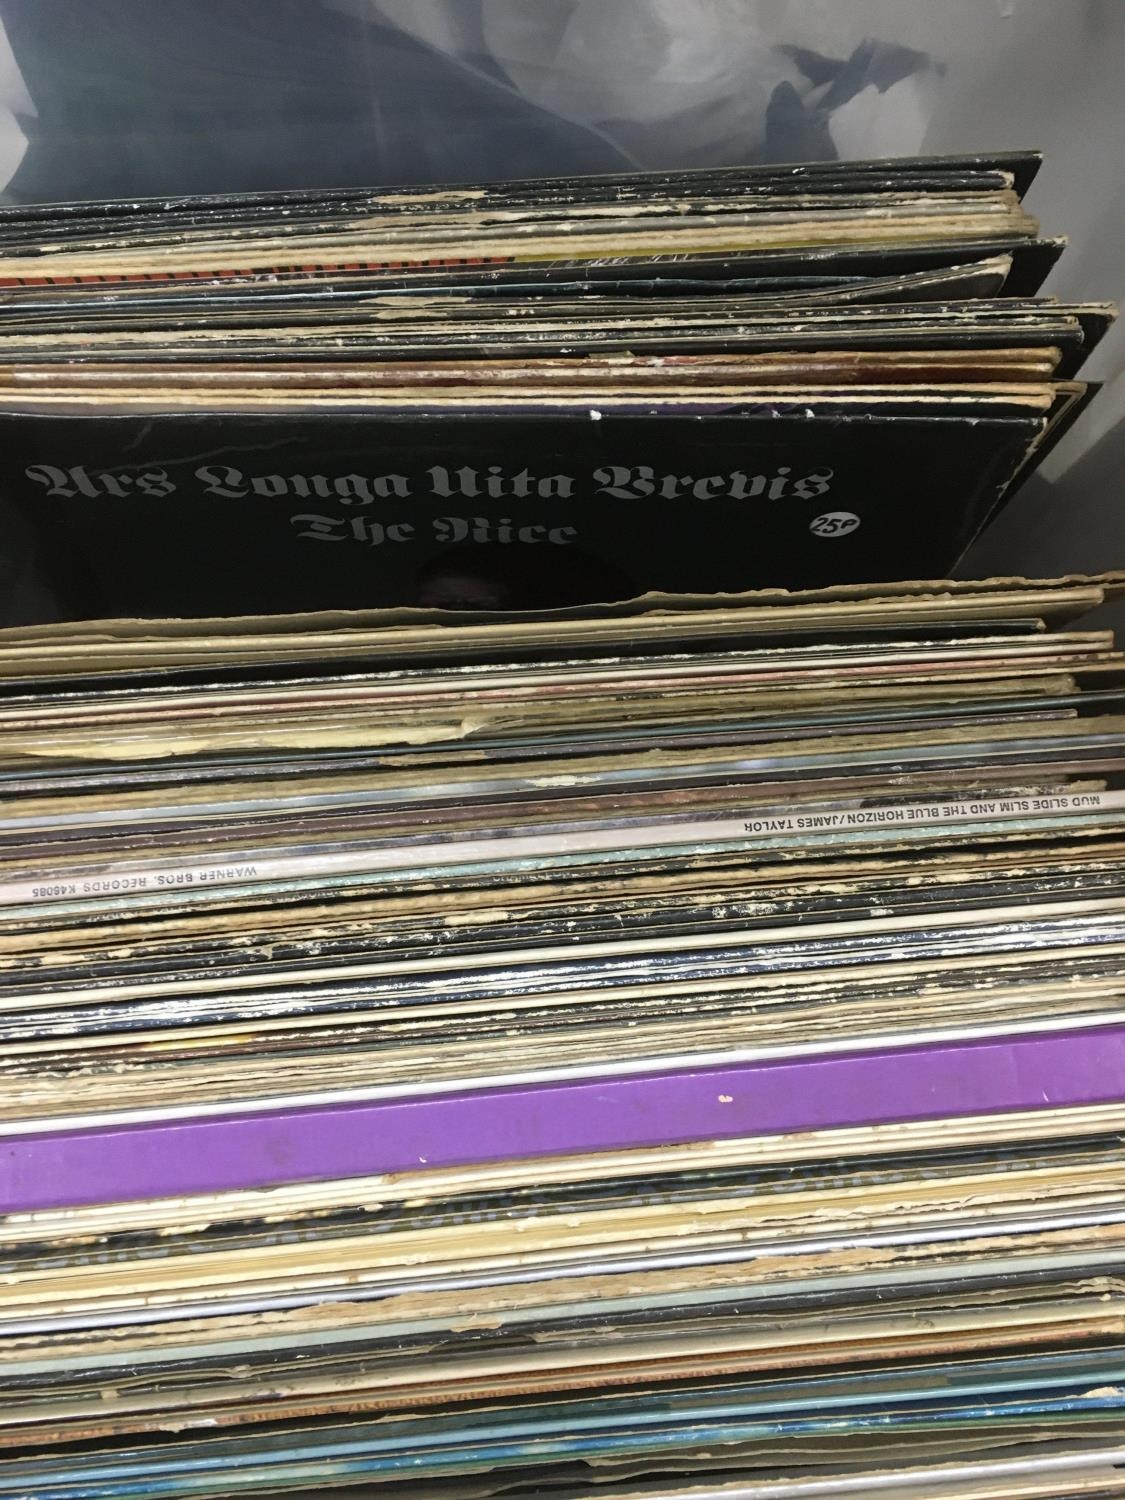 Ars Longa Vita Brevis
The Nice
25P
MUD SLIDE SLIM AND THE BLUE HORIZON/JAMES TAYLOR
WARNER BROS. RECORDS K46085